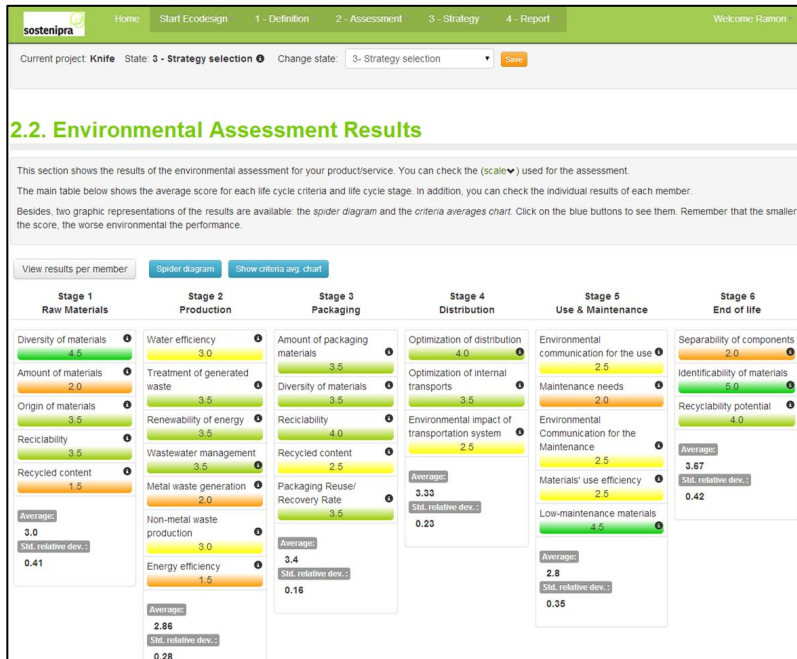 sostenipra
Home Start Ecodesign 1 - Definition 2 - Assessment 3 - Strategy 4 - Report Welcome Ramon
Current project: Knife State: 3 - Strategy selection Change state: 3- Strategy selection Save
2.2. Environmental Assessment Results
This section shows the results of the environmental assessment for your product/service. You can check the (scale) used for the assessment.
The main table below shows the average score for each life cycle criteria and life cycle stage. In addition, you can check the individual results of each member.
Besides, two graphic representations of the results are available: the spider diagram and the criteria averages chart. Click on the blue buttons to see them. Remember that the smaller
the score, the worse environmental the performance.
View results per member Spider diagram Show criteria avg. chart
Stage 1
Raw Materials
Diversity of materials
4.5
Amount of materials
2.0
Origin of materials
3.5
Reciclability
3.5
Recycled content
1.5
Average:
3.0
Std. relative dev. :
0.41
Stage 2
Production
Water efficiency
3.0
Treatment of generated
waste
3.5
Renewability of energy
3.5
Wastewater management
3.5
Metal waste generation
2.0
Non-metal waste
production
3.0
Energy efficiency
1.5
Average:
2.86
Std. relative dev. :
0.28
Stage 3
Packaging
Amount of packaging
materials
3.5
Diversity of materials
3.5
Reciclability
4.0
Recycled content
2.5
Packaging Reuse/
Recovery Rate
3.5
Average:
3.4
Std. relative dev. :
0.16
Stage 4
Distribution
Optimization of distribution
4.0
Optimization of internal
transports
3.5
Environmental impact of
transportation system
2.5
Average:
3.33
Std. relative dev. :
0.23
Stage 5
Use & Maintenance
Environmental
communication for the use
2.5
Maintenance needs
2.0
Environmental
Communication for the
Maintenance
2.5
Materials' use efficiency
2.5
Low-maintenance materials
4.5
Average:
2.8
Std. relative dev. :
0.35
Stage 6
End of life
Separability of components
2.0
Identificability of materials
5.0
Recyclability potential
4.0
Average:
3.67
Std. relative dev. :
0.42